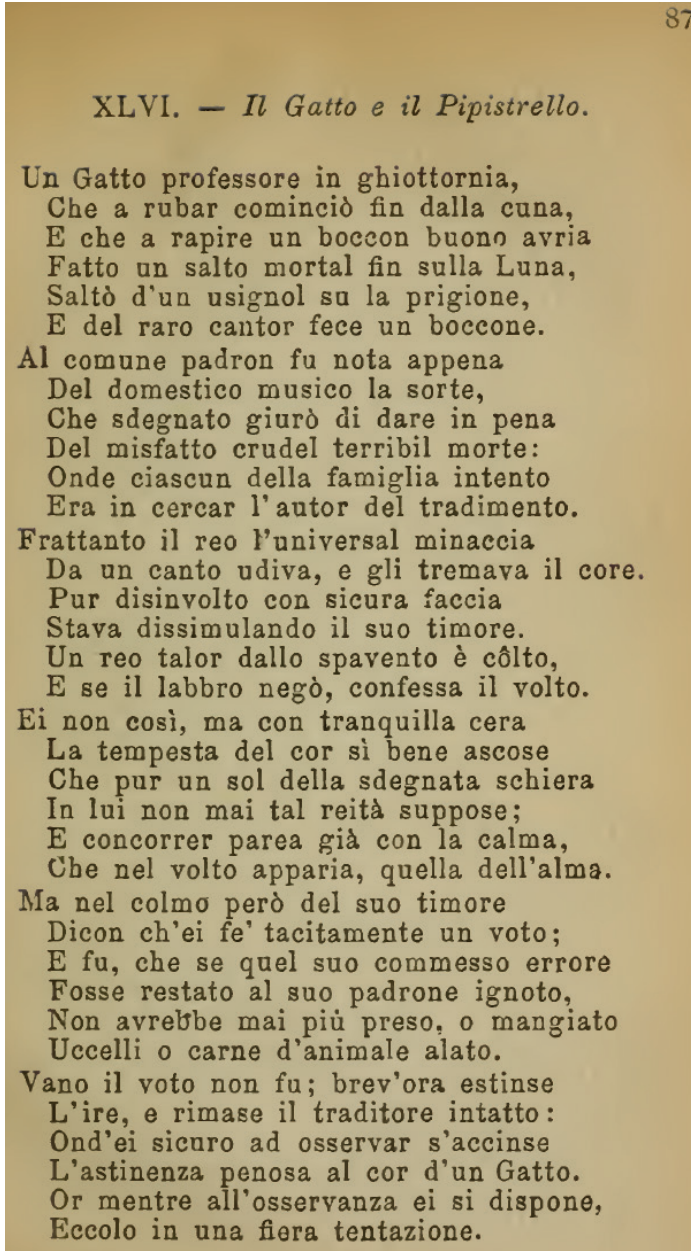 87
XLVI. — Il Gatto e il Pipistrello.
Un Gatto professore in ghiottornia,
Che a rubar cominciò fin dalla cuna,
E che a rapire un boccon buono avria
Fatto un salto mortal fin sulla Luna,
Saltò d'un usignol su la prigione,
E del raro cantor fece un boccone.
Al comune padron fu nota appena
Del domestico musico la sorte,
Che sdegnato giurò di dare in pena
Del misfatto crudel terribil morte:
Onde ciascun della famiglia intento
Era in cercar l'autor del tradimento.
Frattanto il reo l'universal minaccia
Da un canto udiva, e gli tremava il core.
Pur disinvolto con sicura faccia
Stava dissimulando il suo timore.
Un reo talor dallo spavento è côlto,
E se il labbro negò, confessa il volto.
Ei non così, ma con tranquilla cera
La tempesta del cor sì bene ascose
Che pur un sol della sdegnata schiera
In lui non mai tal reità suppose;
E concorrer parea già con la calma,
Che nel volto apparia, quella dell'alma.
Ma nel colmo però del suo timore
Dicon ch'ei fe' tacitamente un voto;
E fu, che se quel suo commesso errore
Fosse restato al suo padrone ignoto,
Non avrebbe mai più preso, o mangiato
Uccelli o carne d'animale alato.
Vano il voto non fu; brev'ora estinse
L'ire, e rimase il traditore intatto:
Ond'ei sicuro ad osservar s'accinse
L'astinenza penosa al cor d'un Gatto.
Or mentre all'osservanza ei si dispone,
Eccolo in una fiera tentazione.